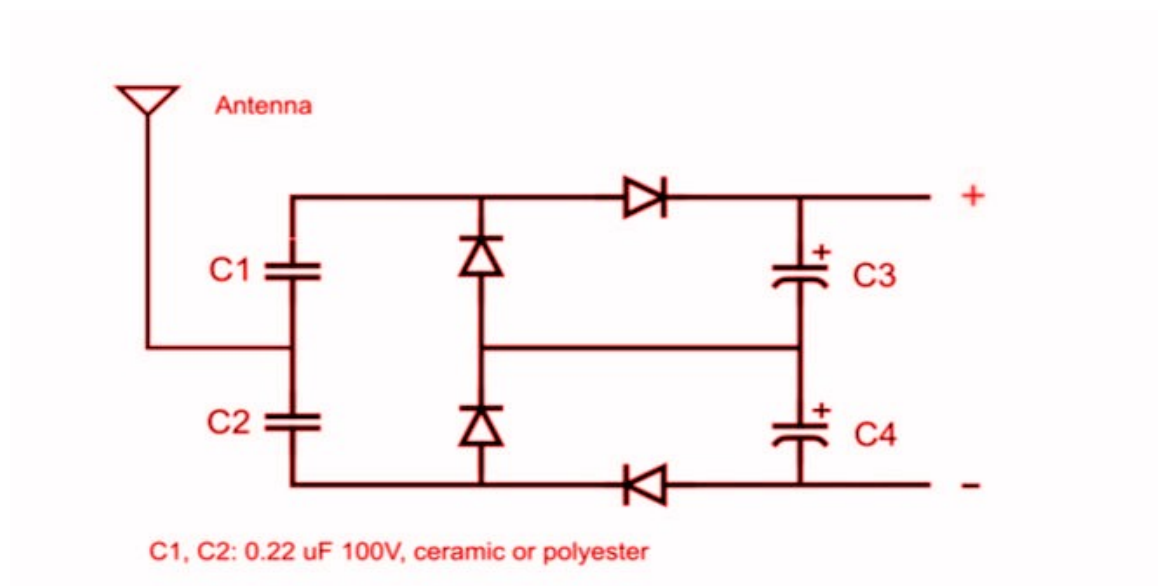 Antenna
+
C1
+
C3
C2
+
C4
-
C1, C2: 0.22 uF 100V, ceramic or polyester